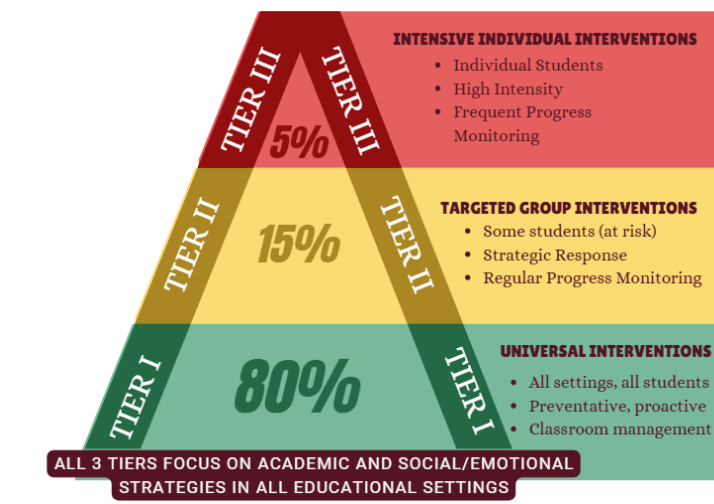 INTENSIVE INDIVIDUAL INTERVENTIONS
• Individual Students
• High Intensity
• Frequent Progress
Monitoring
TIER III
TIER III
5%
TARGETED GROUP INTERVENTIONS
• Some students (at risk)
• Strategic Response
• Regular Progress Monitoring
TIER II
TIER II
15%
UNIVERSAL INTERVENTIONS
• All settings, all students
• Preventative, proactive
• Classroom management
TIER I
TIER I
80%
ALL 3 TIERS FOCUS ON ACADEMIC AND SOCIAL/EMOTIONAL
STRATEGIES IN ALL EDUCATIONAL SETTINGS